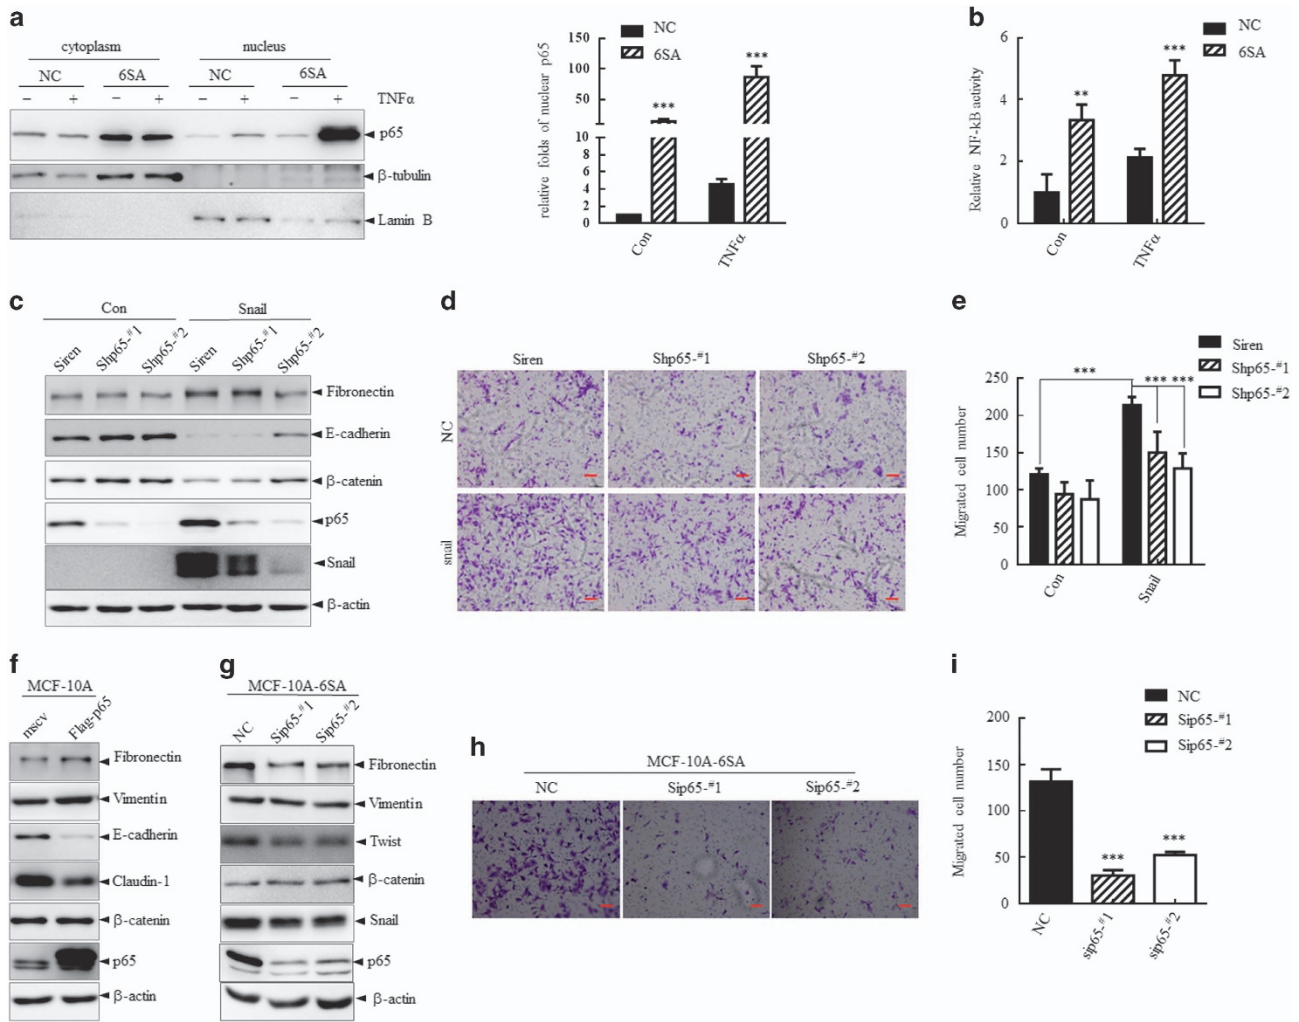 a
cytoplasm nucleus
NC 6SA NC 6SA
− + − + − + − + TNFα
p65
β-tubulin
Lamin B
relative folds of nuclear p65
150
100
50
10
8
6
4
2
0
NC
6SA
***
***
Con
TNFα
b
Relative NF-kB activity
6
4
2
0
NC
6SA
**
***
Con
TNFα
c
Con Snail
Siren Shp65-#1 Shp65-#2 Siren Shp65-#1 Shp65-#2
Fibronectin
E-cadherin
β-catenin
p65
Snail
β-actin
d
Siren Shp65-#1 Shp65-#2
NC
snail
e
Siren
Shp65-#1
Shp65-#2
Migrated cell number
250
200
150
100
50
0
*** *** ***
Con
Snail
f
MCF-10A
mscv Flag-p65
Fibronectin
Vimentin
E-cadherin
Claudin-1
β-catenin
p65
β-actin
g
MCF-10A-6SA
NC Sip65-#1 Sip65-#2
Fibronectin
Vimentin
Twist
β-catenin
Snail
p65
β-actin
h
MCF-10A-6SA
NC Sip65-#1 Sip65-#2
i
NC
Sip65-#1
Sip65-#2
Migrated cell number
200
150
100
50
0
***
***
NC
sip65-#1
sip65-#2